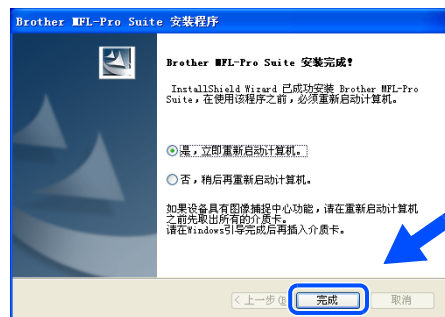 Brother MFL-Pro Suite 安装程序
Brother MFL-Pro Suite 安装完成!
InstallShield Wizard 已成功安装 Brother MFL-Pro
Suite,在使用该程序之前,必须重新启动计算机。
是,立即重新启动计算机。
否,稍后再重新启动计算机。
如果设备具有图像捕捉中心功能,请在重新启动计算机
之前先取出所有的介质卡。
请在Windows引导完成后再插入介质卡。
<上一步
完成
取消